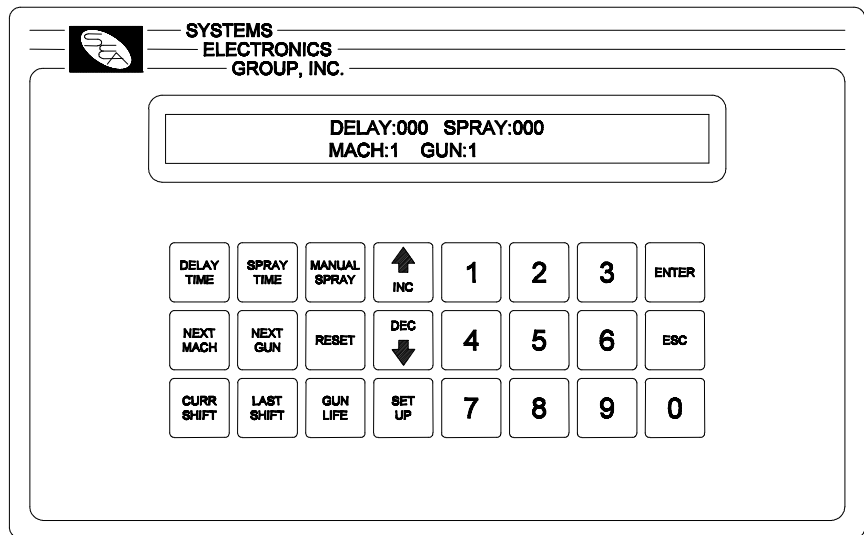 SEA
SYSTEMS
ELECTRONICS
GROUP, INC.
DELAY:000 SPRAY:000
MACH:1 GUN:1
DELAY TIME
SPRAY TIME
MANUAL SPRAY
INC
1
2
3
ENTER
NEXT MACH
NEXT GUN
RESET
DEC
4
5
6
ESC
CURR SHIFT
LAST SHIFT
GUN LIFE
SET UP
7
8
9
0